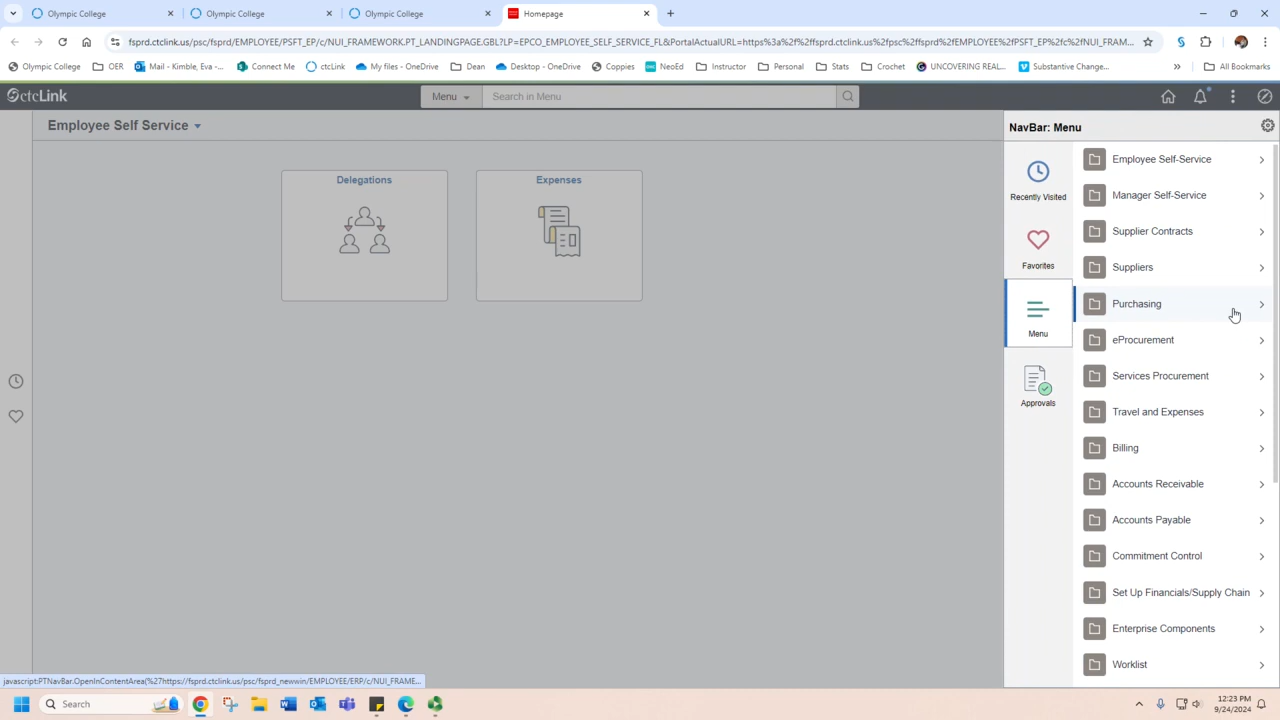 Olympic College
Olympic College
Olympic College
Homepage
fsprd.ctclink.us/psc/fsprd/EMPLOYEE/PSFT_EP/c/NUI_FRAMEWORK.PT_LANDINGPAGE.GBL?LP=EPCO_EMPLOYEE_SELF_SERVICE_FL&PortalActualURL=https%3a%2f%2ffsprd.ctclink.us%2fpsc%2ffsprd%2fEMPLOYEE%2fPSFT_EP%2fc%2fNUI_FRAM...
Olympic College OER Mail - Kimble, Eva -... Connect Me ctcLink My files - OneDrive Dean Desktop - OneDrive Coppies NeoEd Instructor Personal Stats Crochet UNCOVERING REAL... Substantive Change... » All Bookmarks
ctcLink Menu Search in Menu
Employee Self Service
NavBar: Menu
Delegations
Expenses
Recently Visited
Favorites
Menu
Approvals
Employee Self-Service
Manager Self-Service
Supplier Contracts
Suppliers
Purchasing
eProcurement
Services Procurement
Travel and Expenses
Billing
Accounts Receivable
Accounts Payable
Commitment Control
Set Up Financials/Supply Chain
Enterprise Components
Worklist
javascript:PTNavBar.OpenInContentArea(%27https://fsprd.ctclink.us/psc/fsprd_newwin/EMPLOYEE/ERP/c/NUI_FRAME...
Search
12:23 PM
9/24/2024